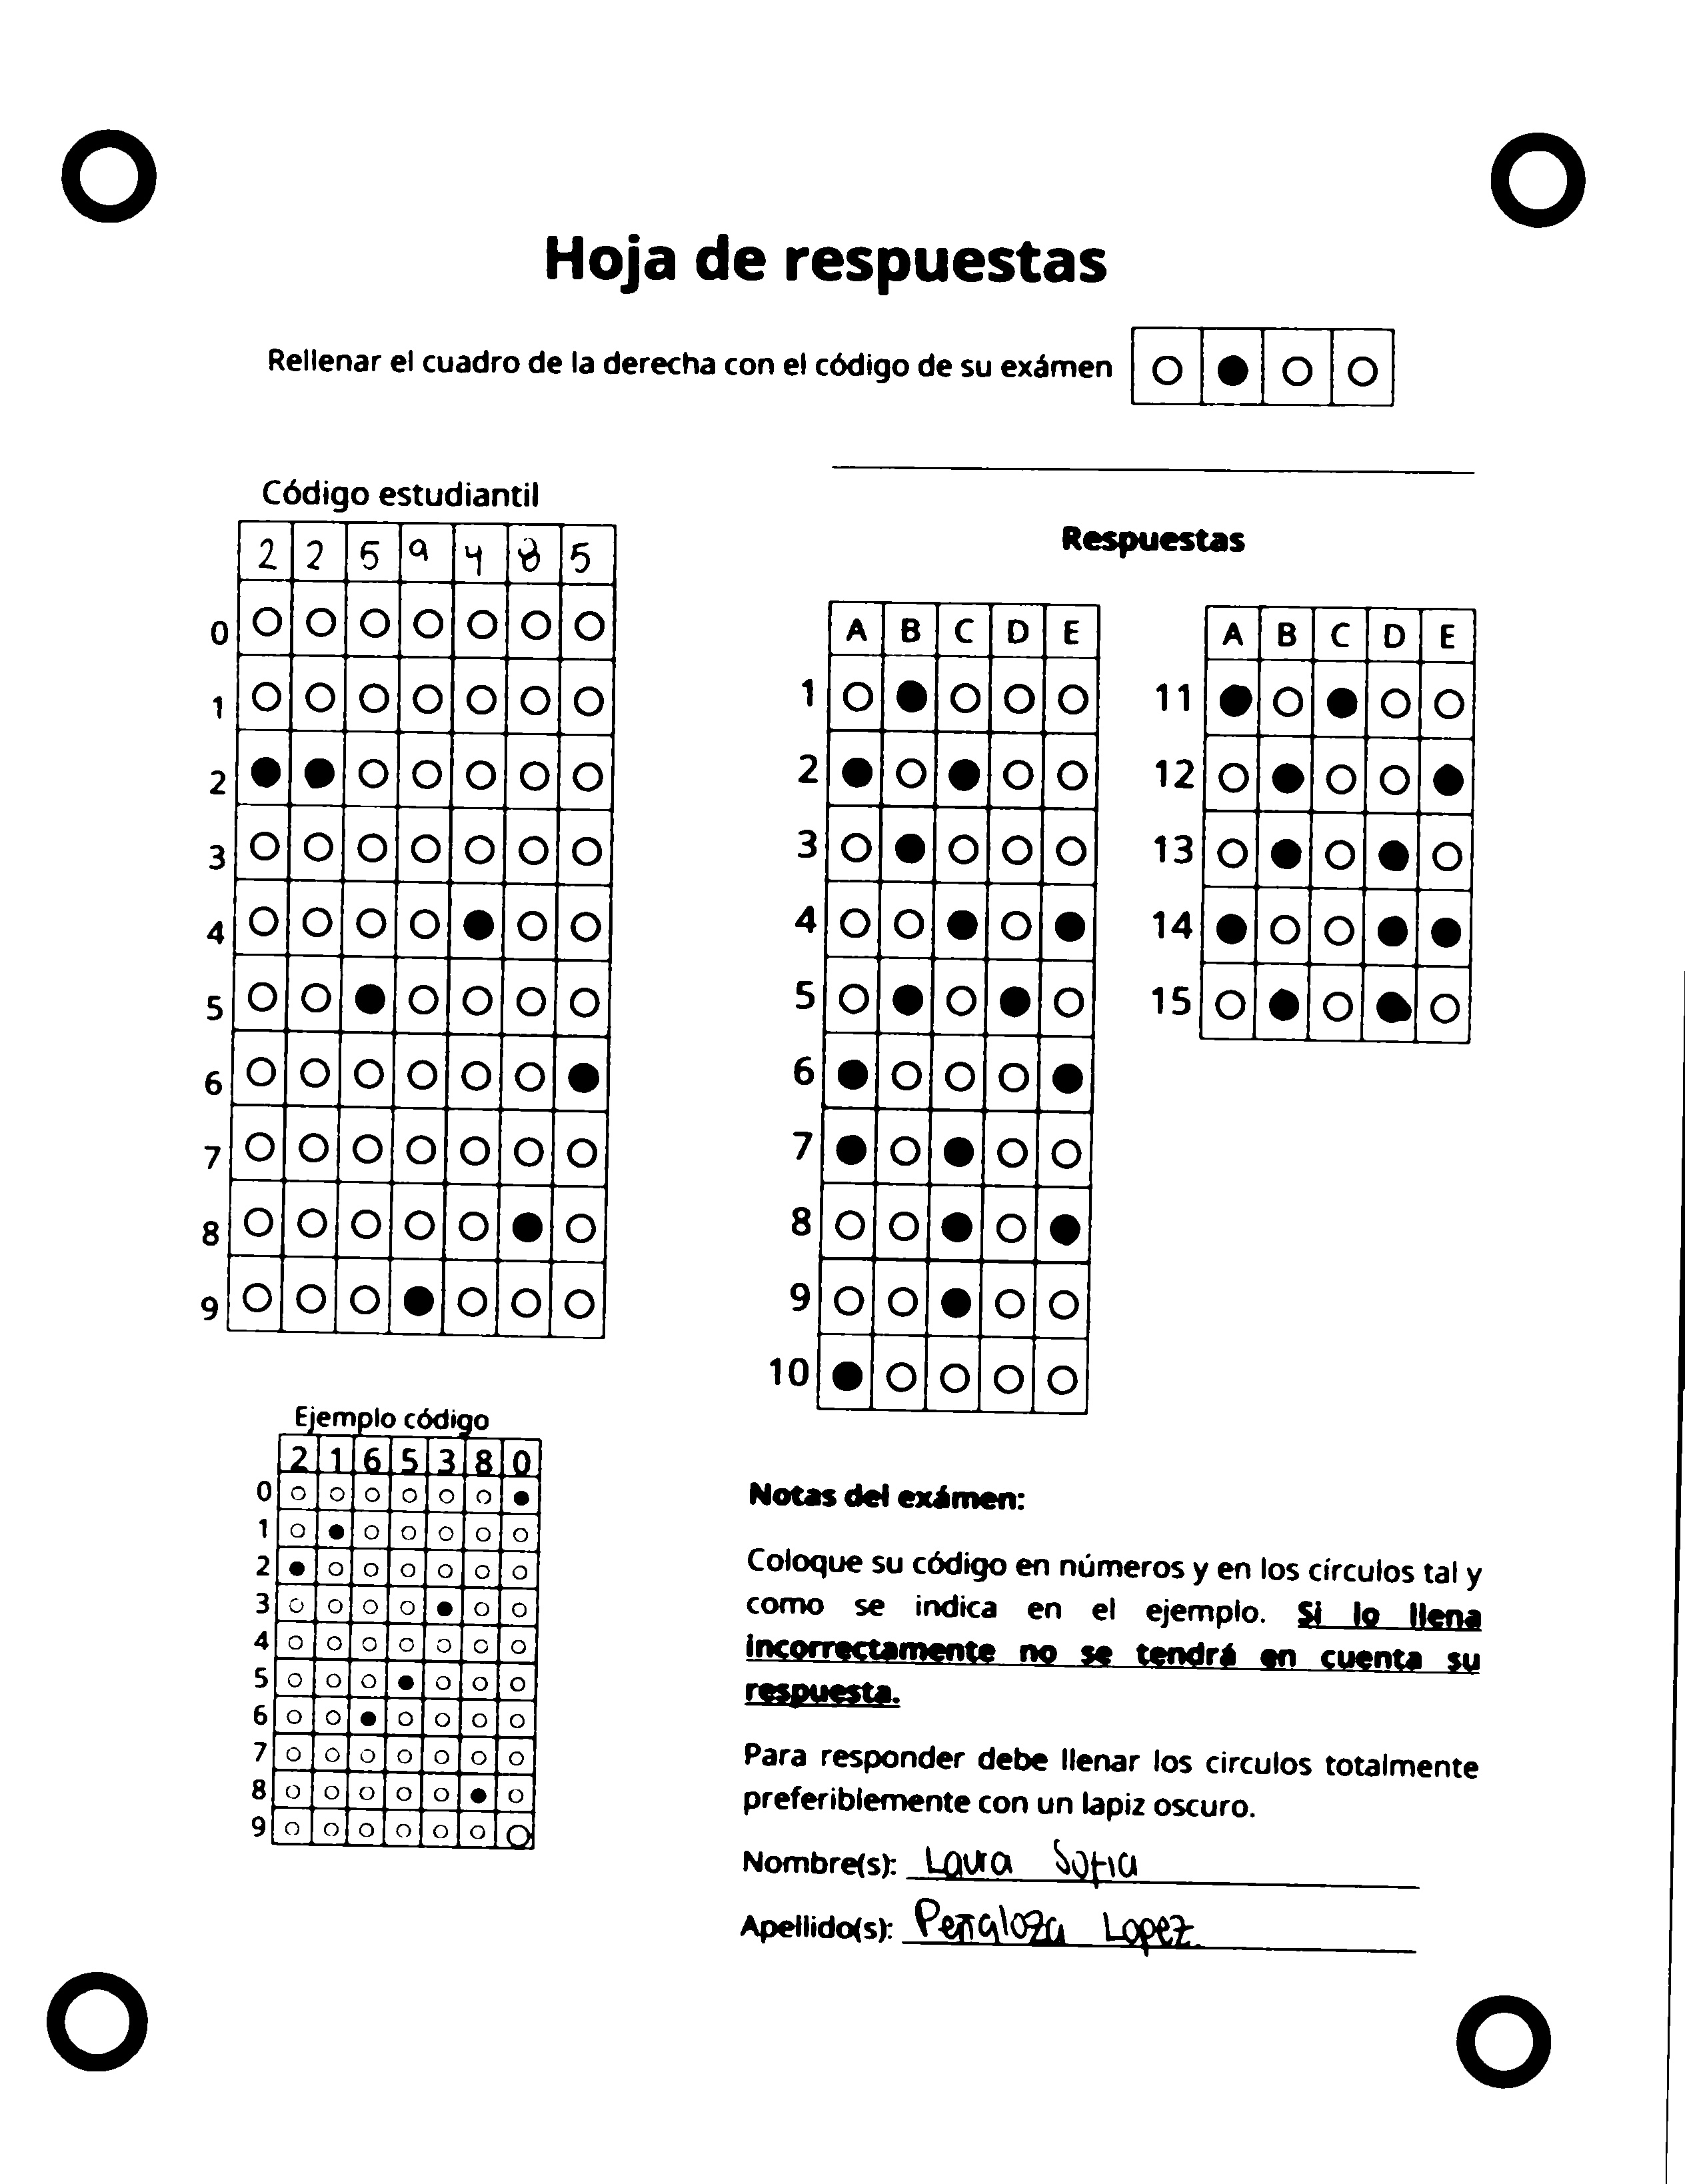 Hoja de respuestas
Rellenar el cuadro de la derecha con el código de su exámen
Código estudiantil
2 2 5 9 4 8 5
0
1
2
3
4
5
6
7
8
9
Respuestas
A B C D E
1
2
3
4
5
6
7
8
9
10
A B C D E
11
12
13
14
15
Ejemplo código
2 1 6 5 3 8 0
0
1
2
3
4
5
6
7
8
9
Notas del exámen:
Coloque su código en números y en los círculos tal y
como se indica en el ejemplo. Si lo llena
incorrectamente no se tendrá en cuenta su
respuesta.
Para responder debe llenar los circulos totalmente
preferiblemente con un lapiz oscuro.
Nombre(s): Laura Sofia
Apellido(s): Peñaloza Lopez.